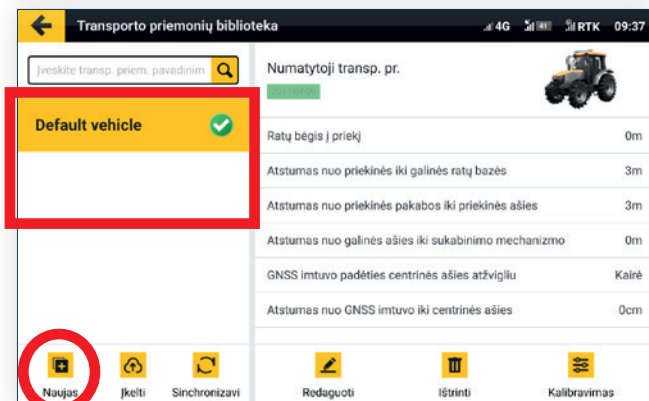 Transporto priemonių biblioteka 4G 41 RTK 09:37
Įveskite transp. priem. pavadinim
Default vehicle
Numatytoji transp. pr.
Ratų bėgis į priekį 0m
Atstumas nuo priekinės iki galinės ratų bazės 3m
Atstumas nuo priekinės pakabos iki priekinės ašies 3m
Atstumas nuo galinės ašies iki sukabinimo mechanizmo 0m
GNSS imtuvo padėties centrinės ašies atžvilgiu Kairė
Atstumas nuo GNSS imtuvo iki centrinės ašies 0cm
Naujas Įkelti Sinchronizavi Redaguoti Ištrinti Kalibravimas